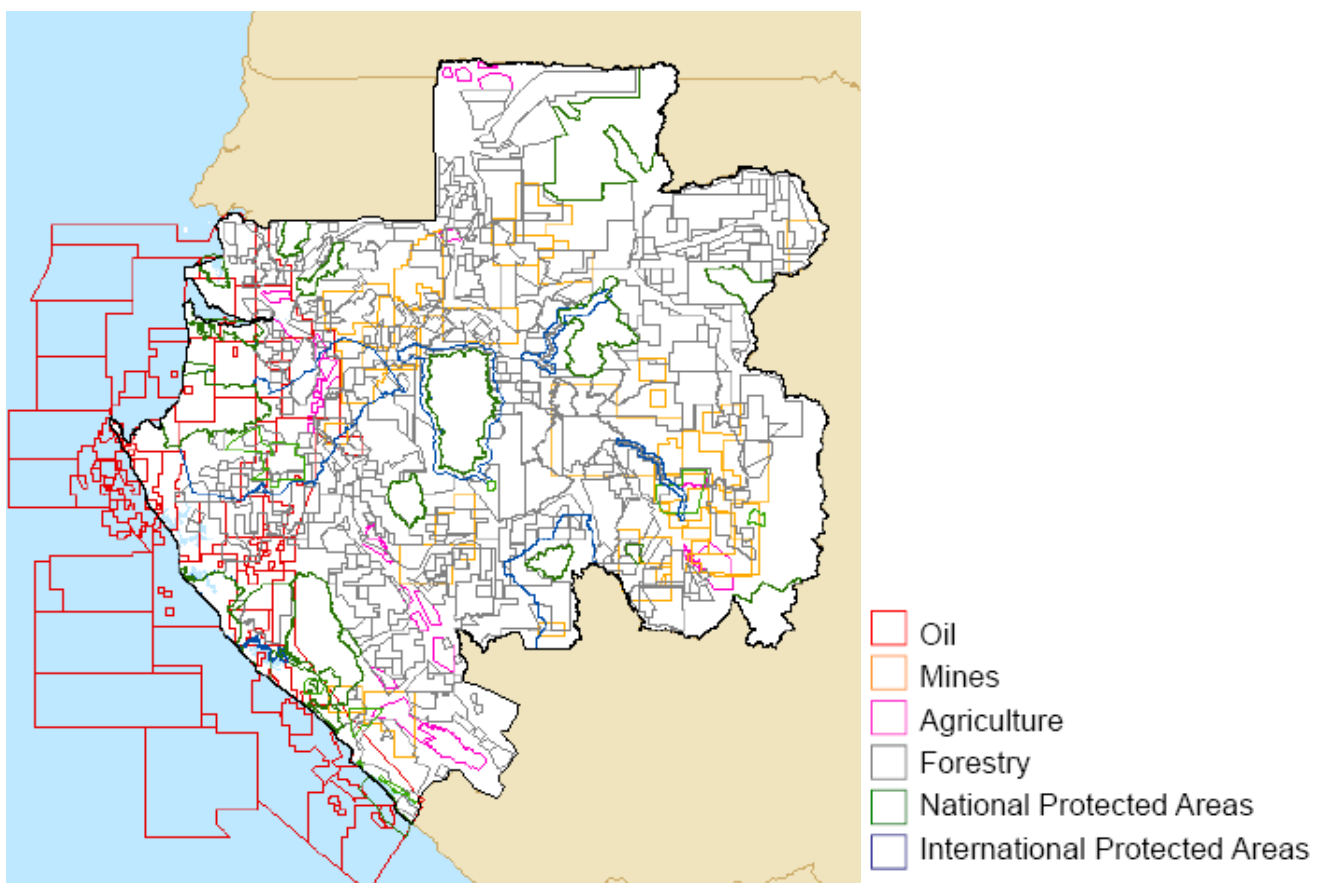 Oil
Mines
Agriculture
Forestry
National Protected Areas
International Protected Areas